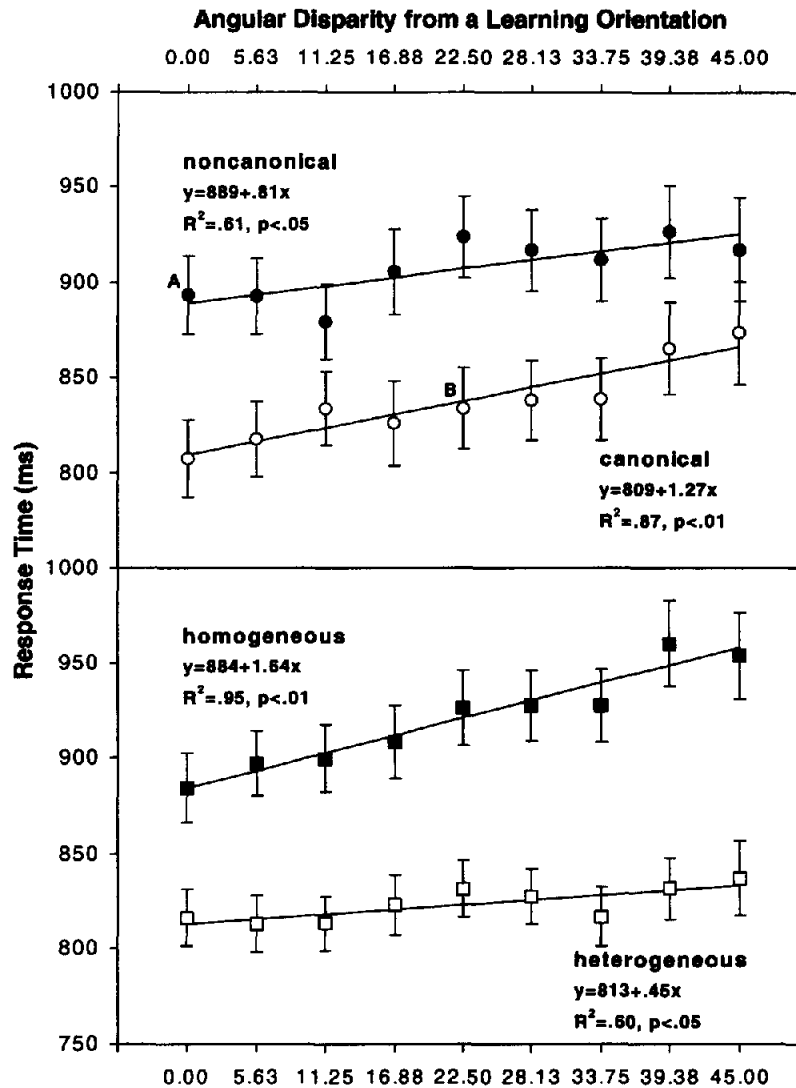 Angular Disparity from a Learning Orientation
0.00 5.63 11.25 16.88 22.50 28.13 33.75 39.38 45.00
1000
noncanonical
y=889+.81x
R²=.61, p<.05
950
A
900
850
B
canonical
y=809+1.27x
R²=.87, p<.01
800
Response Time (ms)
1000
homogeneous
y=884+1.64x
R²=.95, p<.01
950
900
850
800
heterogeneous
y=813+.45x
R²=.60, p<.05
750
0.00 5.63 11.25 16.88 22.50 28.13 33.75 39.38 45.00